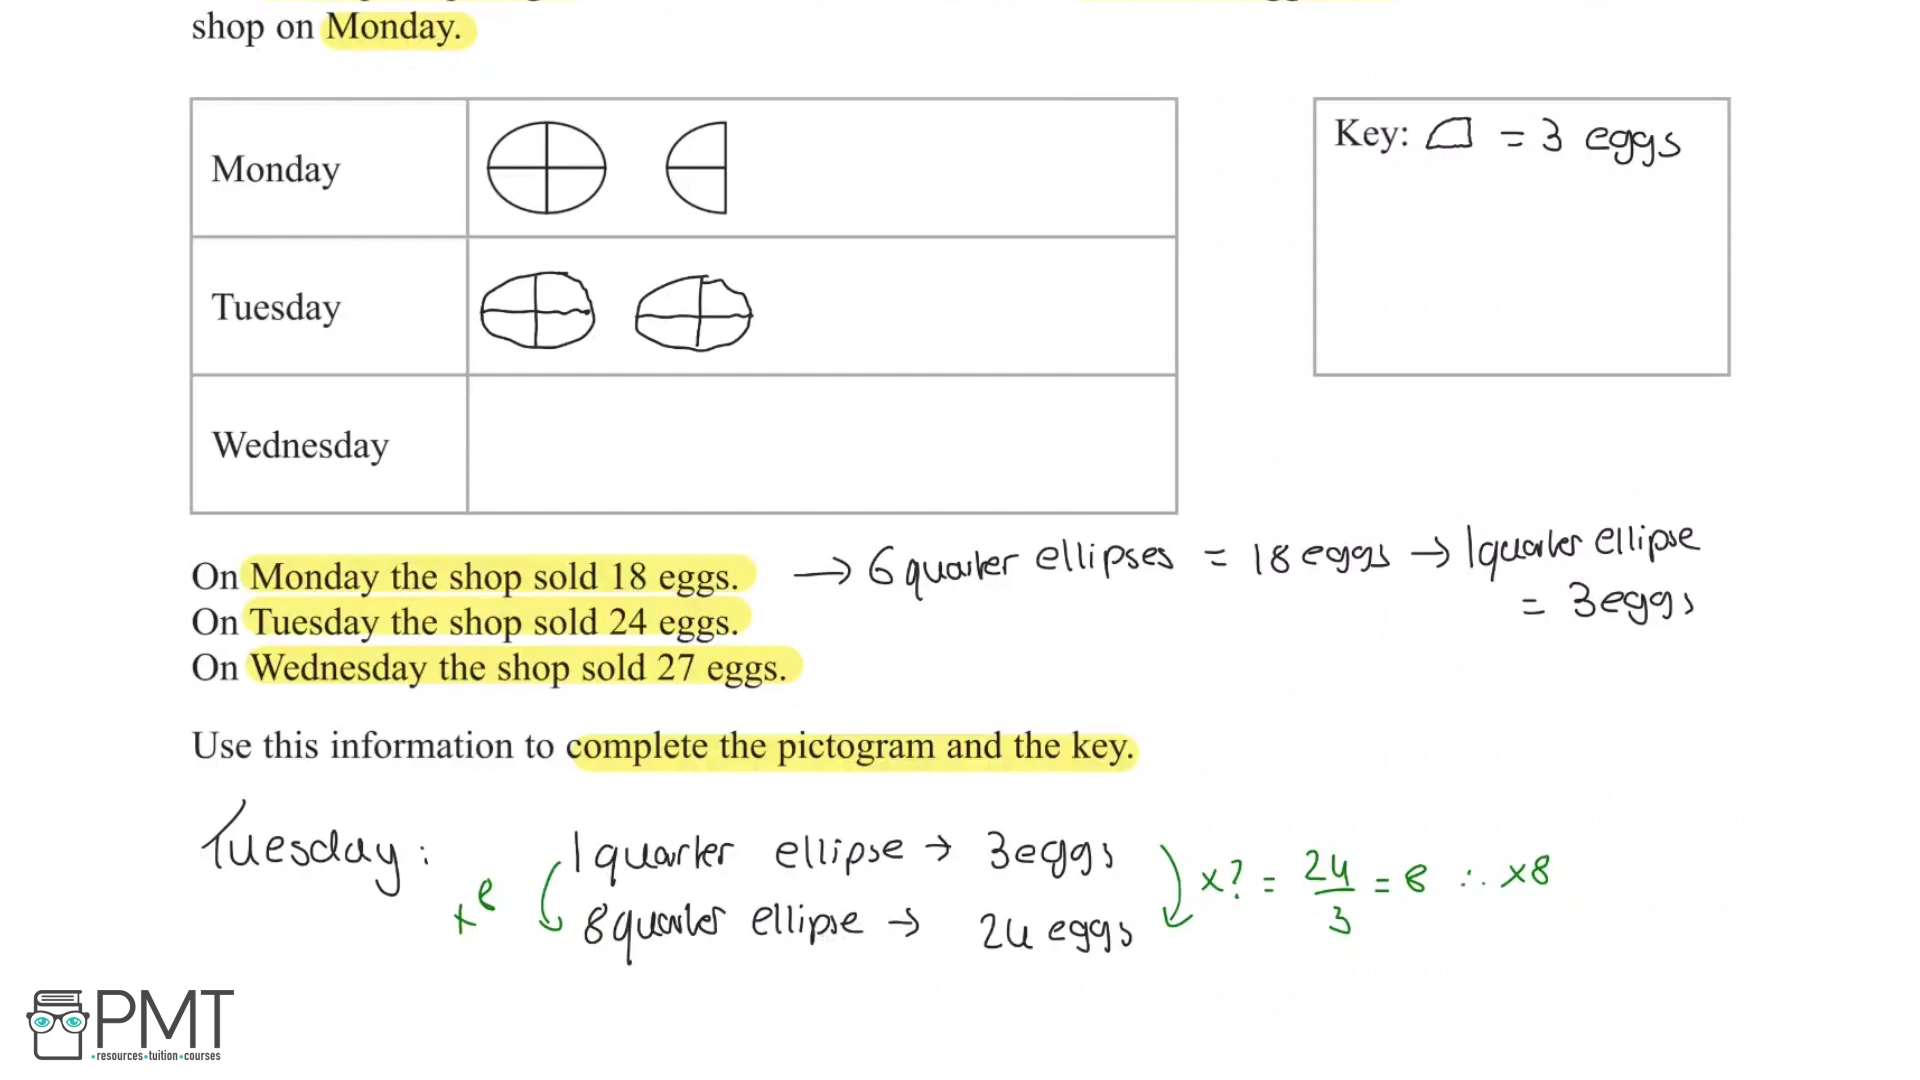 shop on Monday.
Monday
Key: = 3 eggs
Tuesday
Wednesday
On Monday the shop sold 18 eggs. → 6 quarter ellipses = 18 eggs → 1 quarter ellipse
= 3 eggs
On Tuesday the shop sold 24 eggs.
On Wednesday the shop sold 27 eggs.
Use this information to complete the pictogram and the key.
Tuesday: 1 quarter ellipse → 3 eggs x? = 24/3 = 8 ∴ x8
x8 8 quarter ellipse → 24 eggs
PMT
•resources•tuition•courses